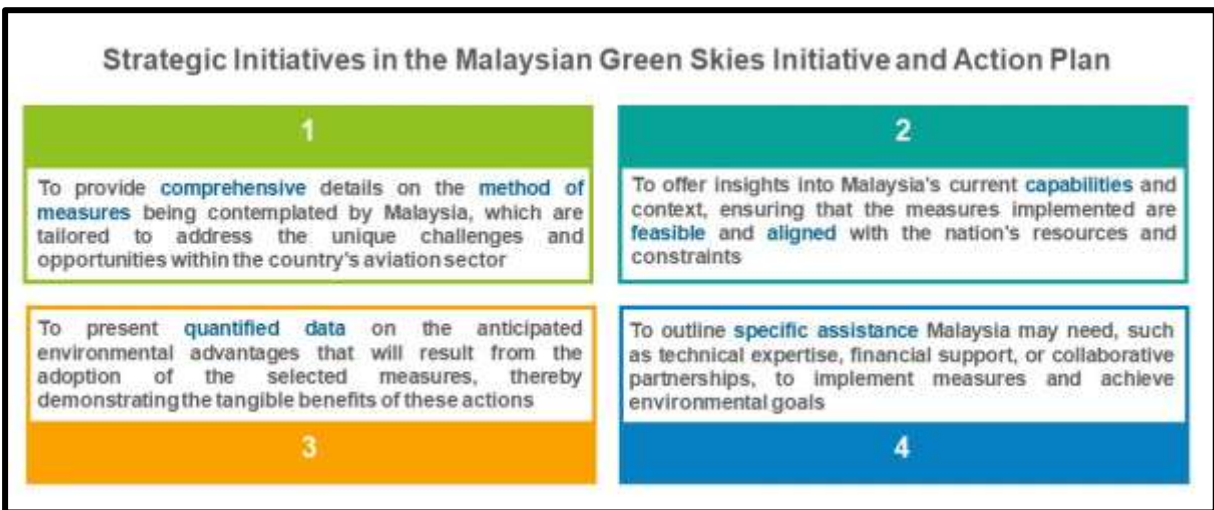 Strategic Initiatives in the Malaysian Green Skies Initiative and Action Plan
1
To provide comprehensive details on the method of
measures being contemplated by Malaysia, which are
tailored to address the unique challenges and
opportunities within the country's aviation sector
2
To offer insights into Malaysia's current capabilities and
context, ensuring that the measures implemented are
feasible and aligned with the nation's resources and
constraints
To present quantified data on the anticipated
environmental advantages that will result from the
adoption of the selected measures, thereby
demonstrating the tangible benefits of these actions
3
To outline specific assistance Malaysia may need, such
as technical expertise, financial support, or collaborative
partnerships, to implement measures and achieve
environmental goals
4